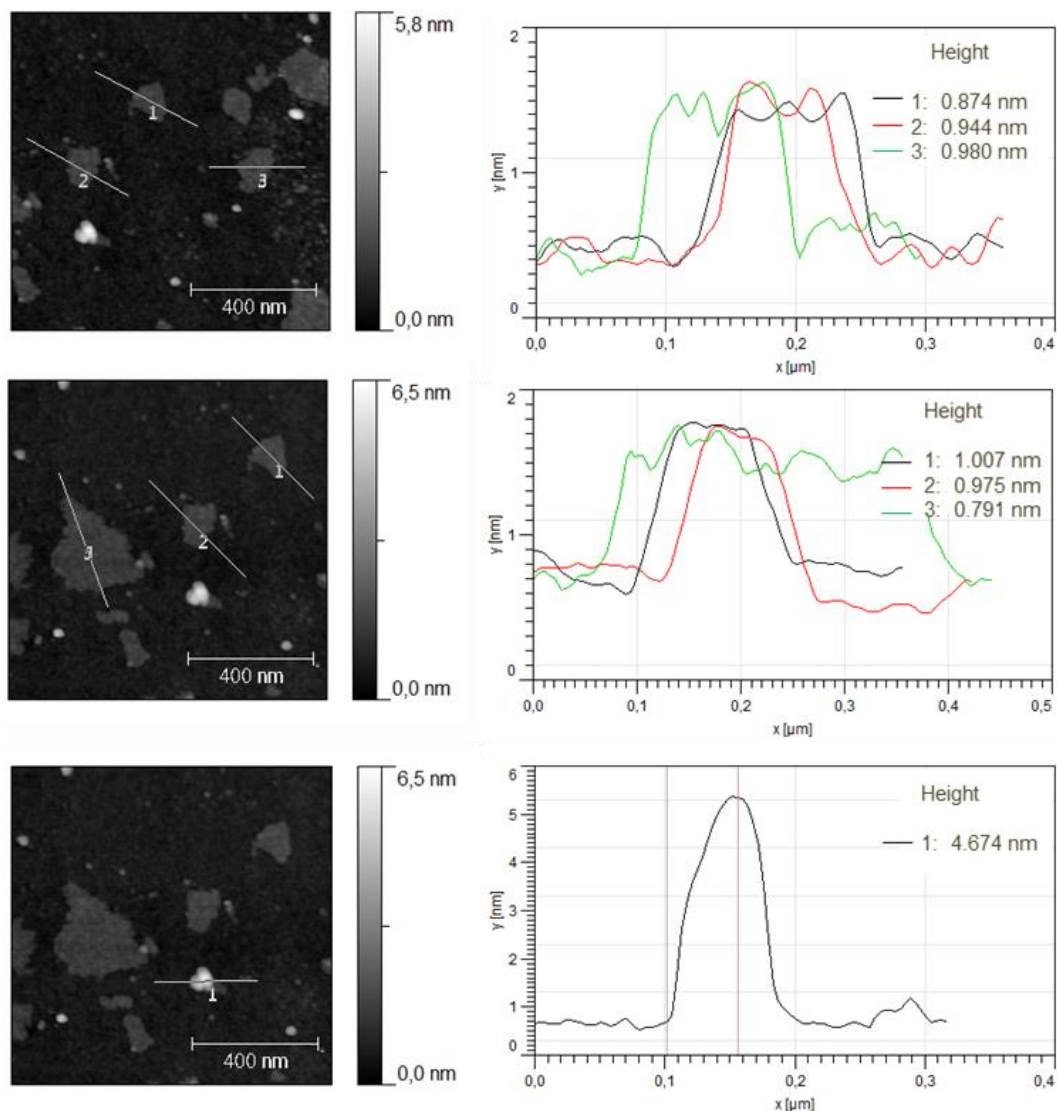 5,8 nm
0,0 nm
1
2
3
400 nm
Height
1: 0.874 nm
2: 0.944 nm
3: 0.980 nm
y [nm]
2
1
0
0,0 0,1 0,2 0,3 0,4
x [µm]
6,5 nm
0,0 nm
1
2
3
400 nm
Height
1: 1.007 nm
2: 0.975 nm
3: 0.791 nm
y [nm]
2
1
0
0,0 0,1 0,2 0,3 0,4 0,5
x [µm]
6,5 nm
0,0 nm
1
400 nm
Height
1: 4.674 nm
y [nm]
6
5
4
3
2
1
0
0,0 0,1 0,2 0,3 0,4
x [µm]